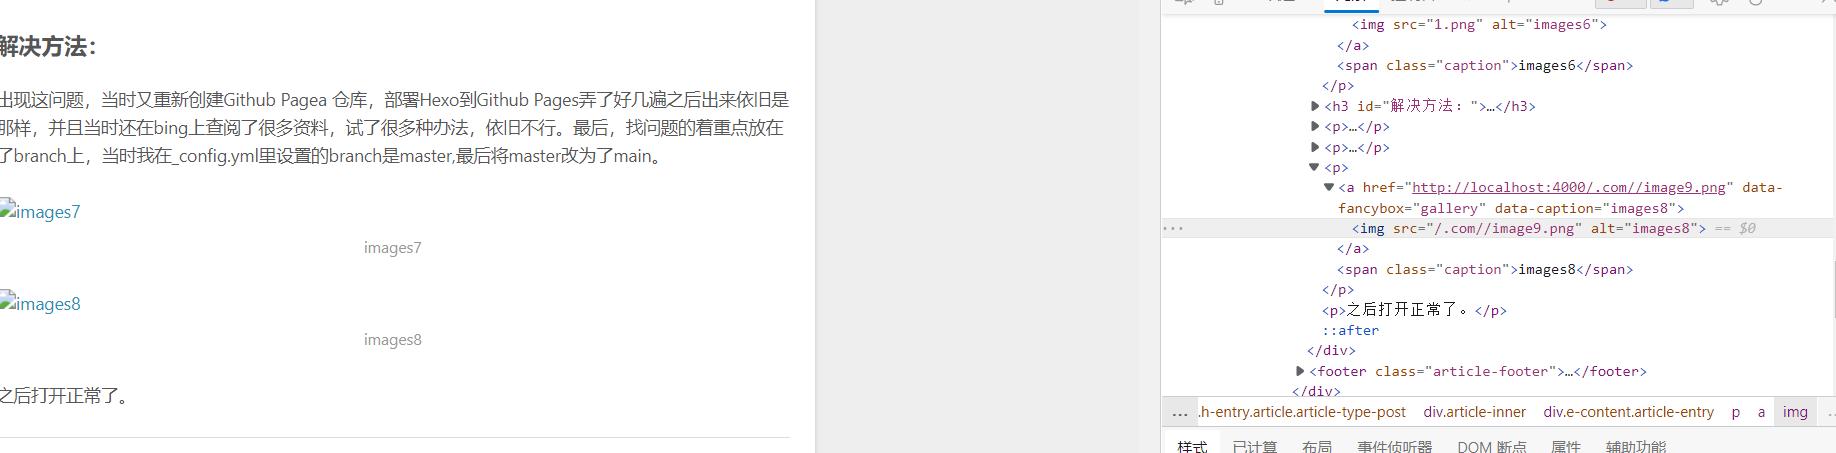 解决方法：
出现这问题，当时又重新创建Github Pagea 仓库，部署Hexo到Github Pages弄了好几遍之后出来依旧是
那样，并且当时还在bing上查阅了很多资料，试了很多种办法，依旧不行。最后，找问题的着重点放在
了branch上，当时我在_config.yml里设置的branch是master,最后将master改为了main。
images7
images7
images8
images8
之后打开正常了。
<img src="1.png" alt="images6">
</a>
<span class="caption">images6</span>
</p>
<h3 id="解决方法：">…</h3>
<p>…</p>
<p>…</p>
<p>
<a href="http://localhost:4000/.com//image9.png" data-
fancybox="gallery" data-caption="images8">
<img src="/.com//image9.png" alt="images8"> == $0
</a>
<span class="caption">images8</span>
</p>
<p>之后打开正常了。</p>
::after
</div>
<footer class="article-footer">…</footer>
</div>
... .h-entry.article.article-type-post div.article-inner div.e-content.article-entry p a img
样式 已计算 布局 事件侦听器 DOM 断点 属性 辅助功能